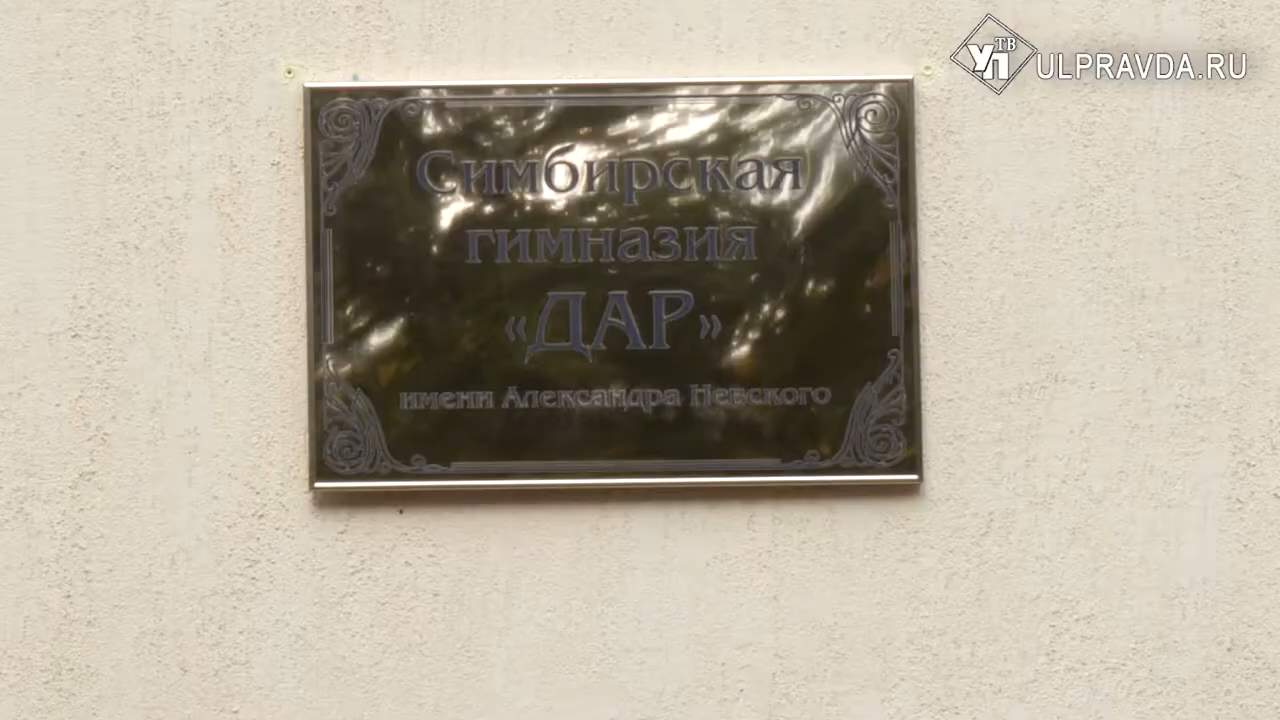 УП ТВ ULPRAVDA.RU
Симбирская
гимназия
«ДАР»
имени Александра Невского